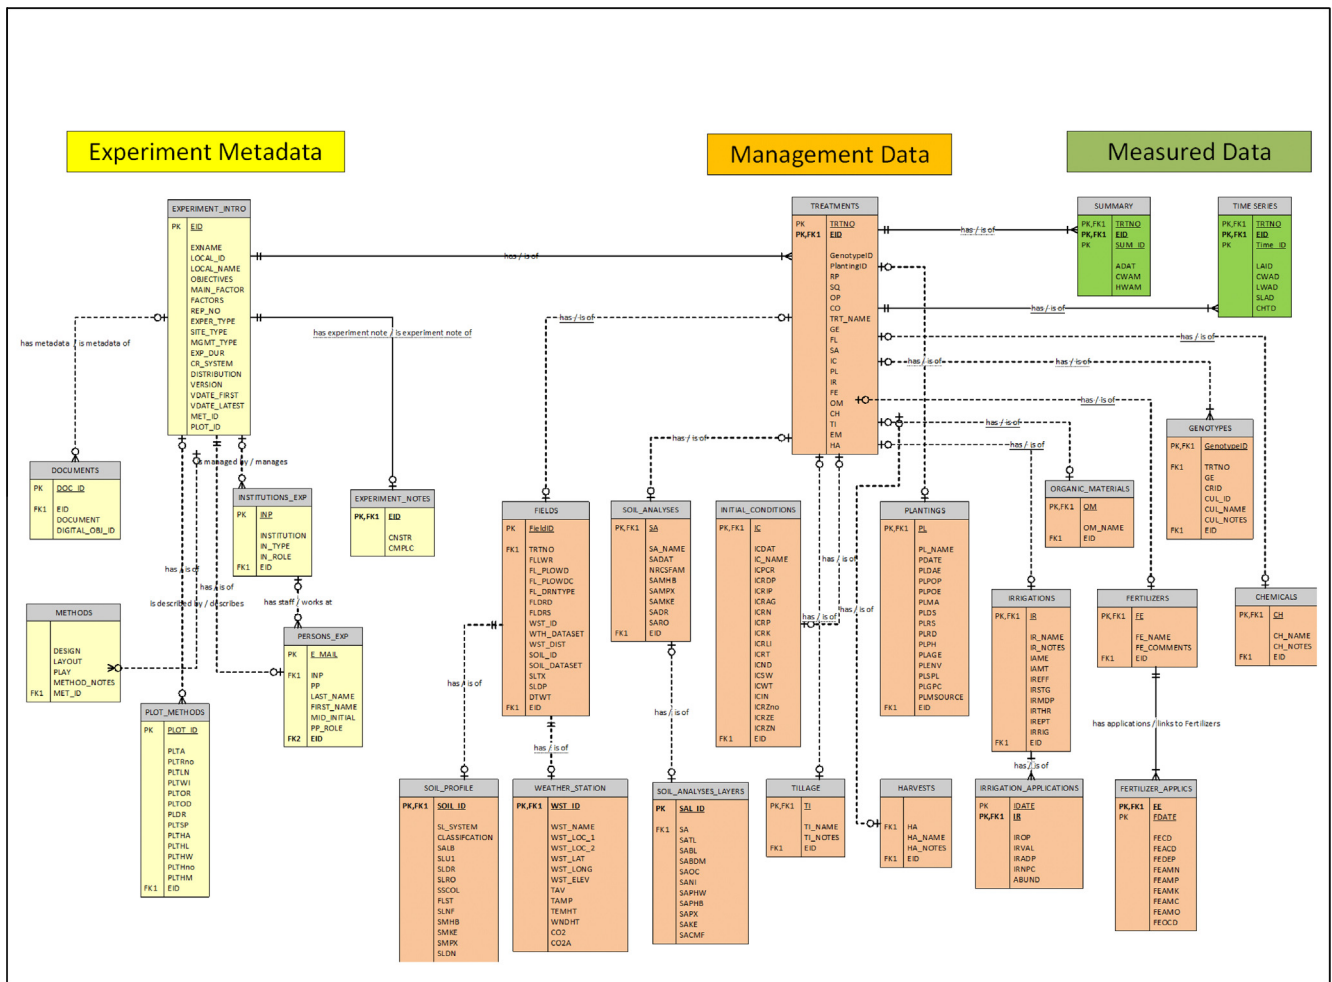 Experiment Metadata
Management Data
Measured Data
EXPERIMENT_INTRO
PK EID
EXNAME
LOCAL_ID
LOCAL_NAME
OBJECTIVES
MAIN_FACTOR
FACTORS
REP_NO
EXPER_TYPE
SITE_TYPE
MGMT_TYPE
EXP_DUR
CR_SYSTEM
DISTRIBUTION
VERSION
VDATE_FIRST
VDATE_LATEST
MET_ID
PLOT_ID
TREATMENTS
PK TRTNO
PK,FK1 EID
GenotypeID
PlantingID
RP
SQ
OP
CO
TRT_NAME
GE
FL
SA
IC
PL
IR
FE
OM
CH
TI
EM
HA
SUMMARY
PK,FK1 TRTNO
PK,FK1 EID
PK SUM_ID
ADAT
CWAM
HWAM
TIME SERIES
PK,FK1 TRTNO
PK,FK1 EID
PK Time_ID
LAID
CWAD
LWAD
SLAD
CHTD
has / is of
has / is of
has / is of
has / is of
has / is of
has / is of
has / is of
has / is of
has / is of
has / is of
has / is of
has / is of
has experiment note / is experiment note of
has metadata / is metadata of
is managed by / manages
has / is of
has / is of
is described by / describes
has staff / works at
DOCUMENTS
PK DOC_ID
FK1 EID
DOCUMENT
DIGITAL_OBJ_ID
INSTITUTIONS_EXP
PK INP
INSTITUTION
IN_TYPE
IN_ROLE
FK1 EID
EXPERIMENT_NOTES
PK,FK1 EID
CNSTR
CMPLC
METHODS
DESIGN
LAYOUT
PLAY
METHOD_NOTES
FK1 MET_ID
PERSONS_EXP
PK E_MAIL
FK1 INP
PP
LAST_NAME
FIRST_NAME
MID_INITIAL
PP_ROLE
FK2 EID
PLOT_METHODS
PK PLOT_ID
PLTA
PLTRno
PLTLN
PLTWI
PLTOR
PLTOD
PLDR
PLTSP
PLTHA
PLTHL
PLTHW
PLTHno
PLTHM
FK1 EID
FIELDS
PK FieldID
FK1 TRTNO
FLLWR
FL_PLOWD
FL_PLOWDC
FL_DRNTYPE
FLDRD
FLDRS
WST_ID
WTH_DATASET
WST_DIST
SOIL_ID
SOIL_DATASET
SLTX
SLDP
DTWT
FK1 EID
SOIL_ANALYSES
PK,FK1 SA
SA_NAME
SADAT
NRCSFAM
SAMHB
SAMPX
SAMKE
SADR
SARO
FK1 EID
INITIAL_CONDITIONS
PK,FK1 IC
ICDAT
IC_NAME
ICPCR
ICRDP
ICRIP
ICRAG
ICRN
ICRP
ICRK
ICRLI
ICRT
ICND
ICSW
ICWT
ICIN
ICRZno
ICRZE
ICRZN
FK1 EID
PLANTINGS
PK,FK1 PL
PL_NAME
PDATE
PLDAE
PLPOP
PLPOE
PLMA
PLDS
PLRS
PLRD
PLPH
PLAGE
PLENV
PLSPL
PLGPC
PLMSOURCE
FK1 EID
ORGANIC_MATERIALS
PK,FK1 OM
OM_NAME
FK1 EID
GENOTYPES
PK,FK1 GenotypeID
FK1 TRTNO
GE
CRID
CUL_ID
CUL_NAME
CUL_NOTES
FK1 EID
IRRIGATIONS
PK,FK1 IR
IR_NAME
IR_NOTES
IAME
IAMT
IREFF
IRSTG
IRMDP
IRTHR
IREPT
IRRIG
FK1 EID
FERTILIZERS
PK,FK1 FE
FE_NAME
FE_COMMENTS
FK1 EID
CHEMICALS
PK,FK1 CH
CH_NAME
CH_NOTES
FK1 EID
has / is of
has / is of
has / is of
has / is of
has applications / links to Fertilizers
SOIL_PROFILE
PK,FK1 SOIL_ID
SL_SYSTEM
CLASSIFCATION
SALB
SLU1
SLDR
SLRO
SSCOL
FLST
SLNF
SMHB
SMKE
SMPX
SLDN
WEATHER_STATION
PK,FK1 WST_ID
WST_NAME
WST_LOC_1
WST_LOC_2
WST_LAT
WST_LONG
WST_ELEV
TAV
TAMP
TEMHT
WNDHT
CO2
CO2A
SOIL_ANALYSES_LAYERS
PK SAL_ID
FK1 SA
SATL
SABL
SABDM
SAOC
SANI
SAPHW
SAPHB
SAPX
SAKE
SACMF
TILLAGE
PK,FK1 TI
TI_NAME
TI_NOTES
FK1 EID
HARVESTS
FK1 HA
HA_NAME
HA_NOTES
FK1 EID
IRRIGATION_APPLICATIONS
PK IDATE
PK,FK1 IR
IROP
IRVAL
IRADP
IRNPC
ABUND
FERTILIZER_APPLICS
PK,FK1 FE
PK FDATE
FECD
FEACD
FEDEP
FEAMN
FEAMP
FEAMK
FEAMC
FEAMO
FEOCD